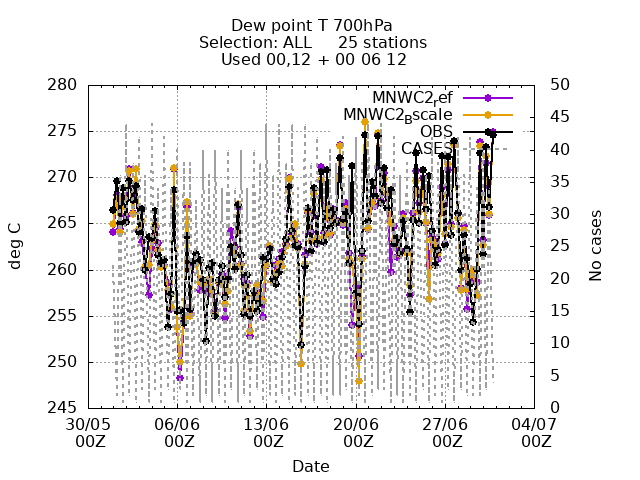 Dew point T 700hPa
Selection: ALL 25 stations
Used 00,12 + 00 06 12
MNWC2ref
MNWC2Bscale
OBS
CASES
280
275
270
265
260
255
250
245
deg C
50
45
40
35
30
25
20
15
10
5
0
No cases
30/05 06/06 13/06 20/06 27/06 04/07
00Z 00Z 00Z 00Z 00Z 00Z
Date